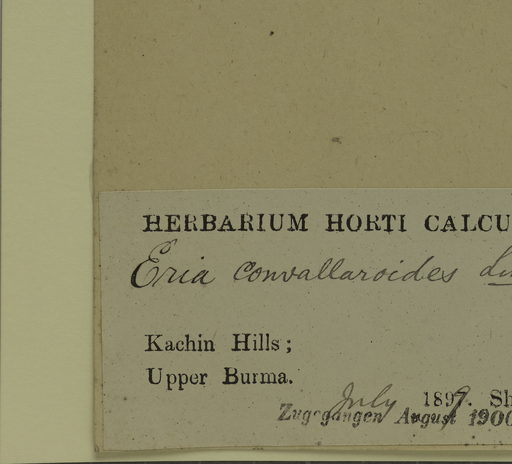 HERBARIUM HORTI CALCU
Eria convallaroides
Kachin Hills;
Upper Burma.
July 1897. Sh
Zugegangen August 1900